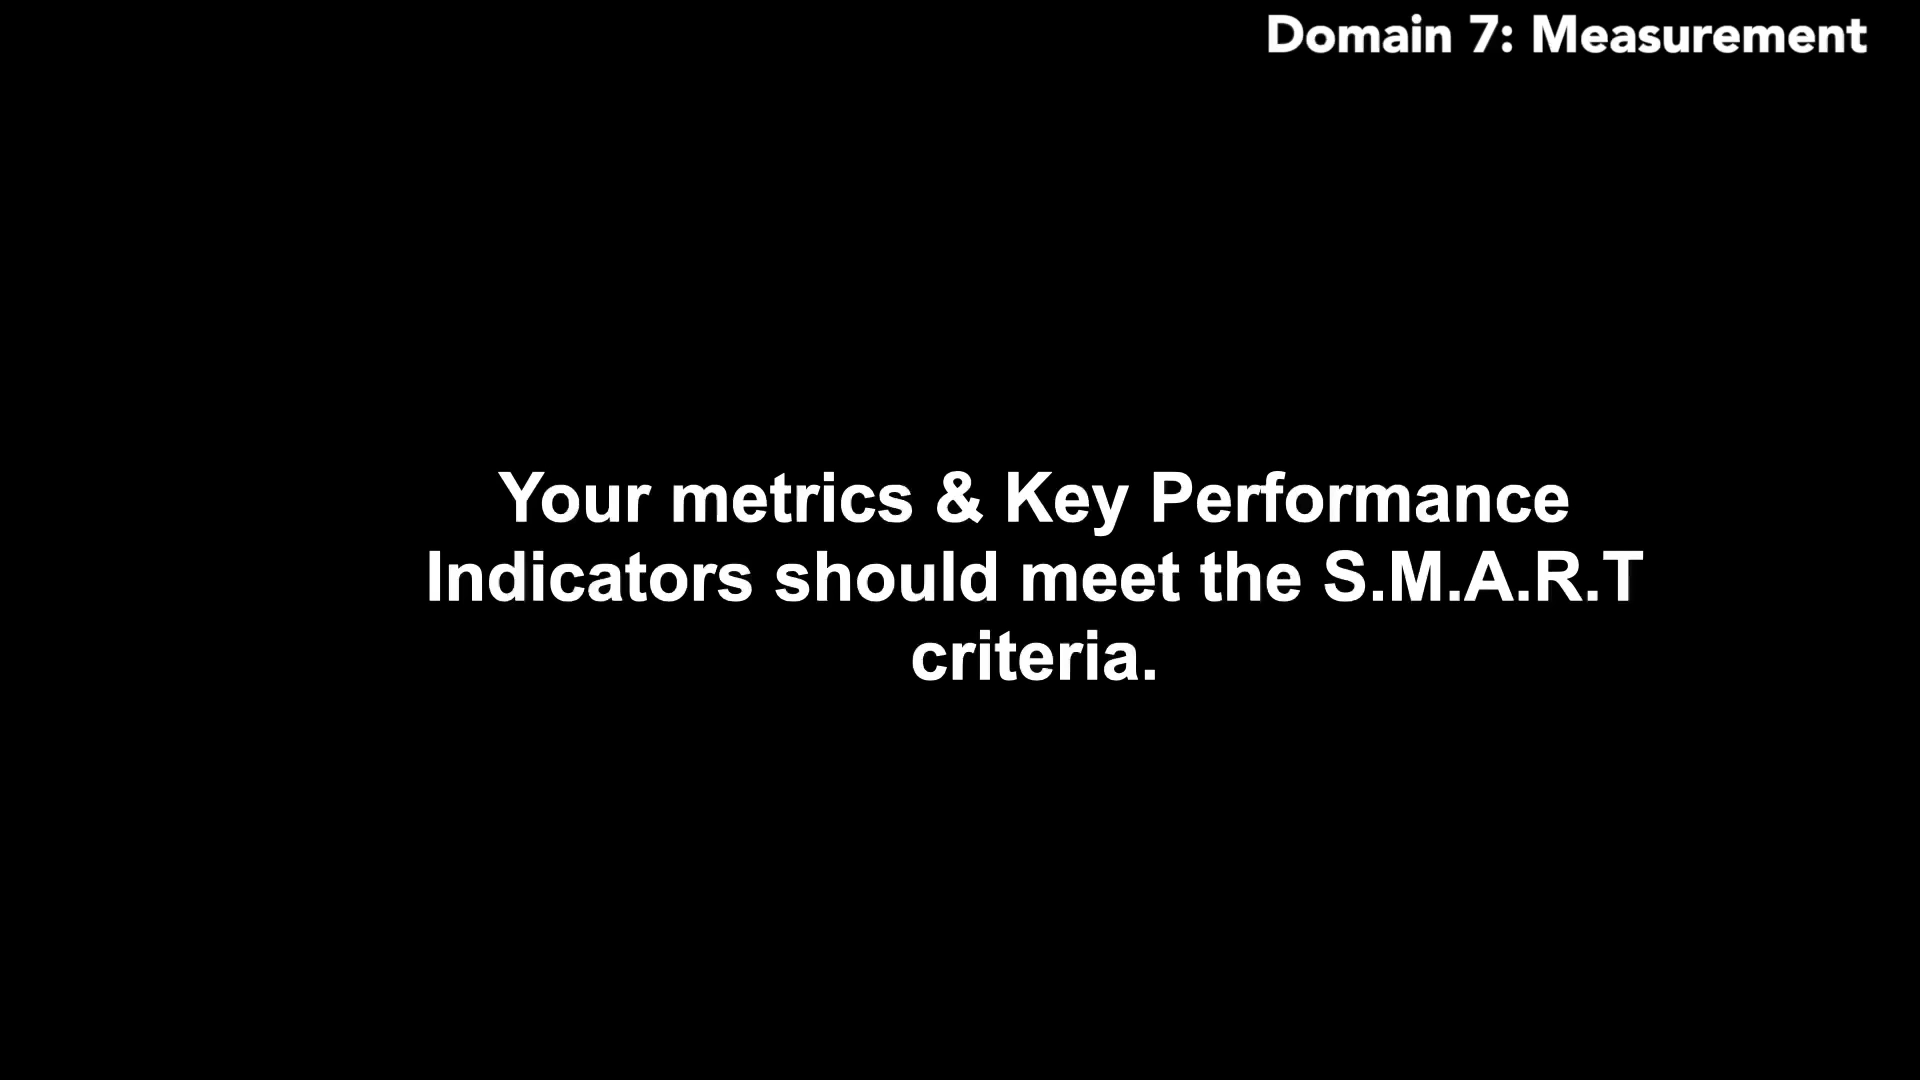 Domain 7: Measurement
Your metrics & Key Performance
Indicators should meet the S.M.A.R.T
criteria.